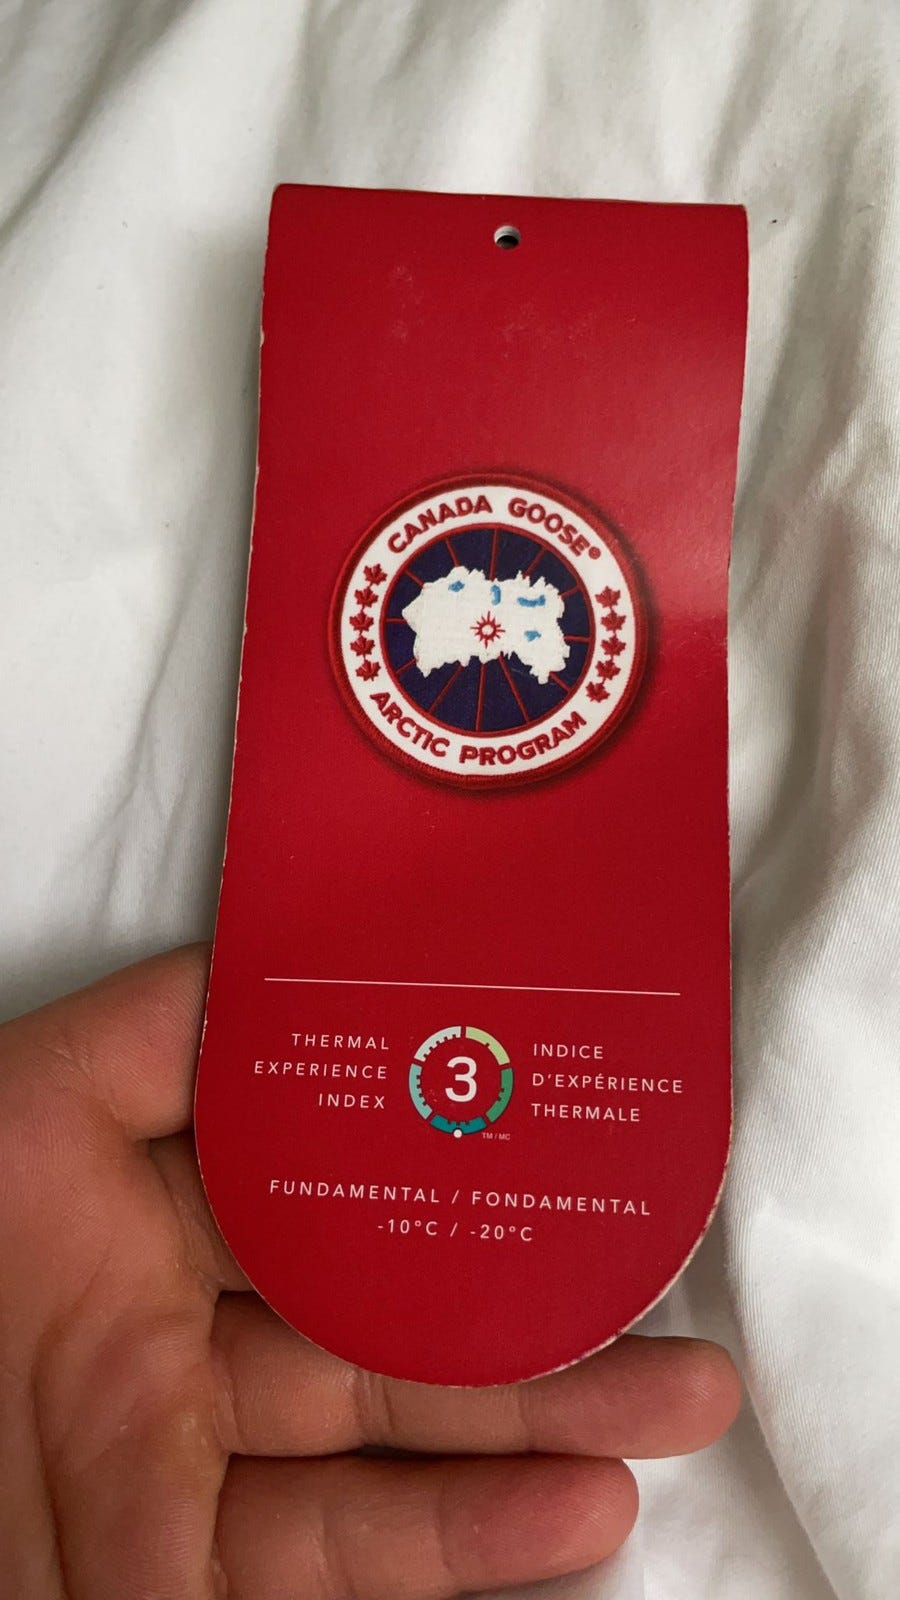 CANADA GOOSE®
ARCTIC PROGRAM
THERMAL
EXPERIENCE
INDEX
3
TM / MC
INDICE
D'EXPÉRIENCE
THERMALE
FUNDAMENTAL / FONDAMENTAL
-10°C / -20°C